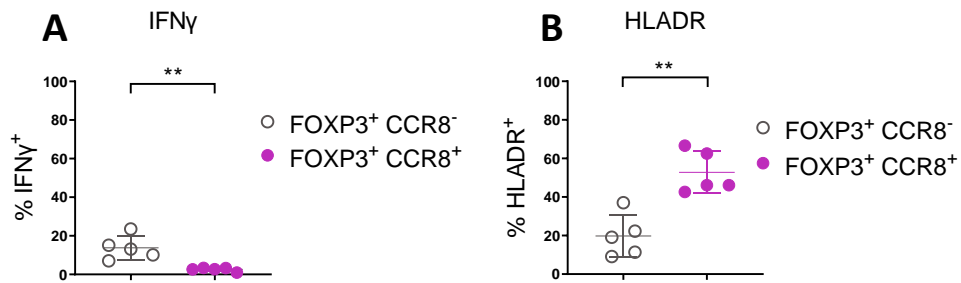 A
IFNγ
% IFNγ⁺
100
80
60
40
20
0
**
FOXP3⁺ CCR8⁻
FOXP3⁺ CCR8⁺
B
HLADR
% HLADR⁺
100
80
60
40
20
0
**
FOXP3⁺ CCR8⁻
FOXP3⁺ CCR8⁺